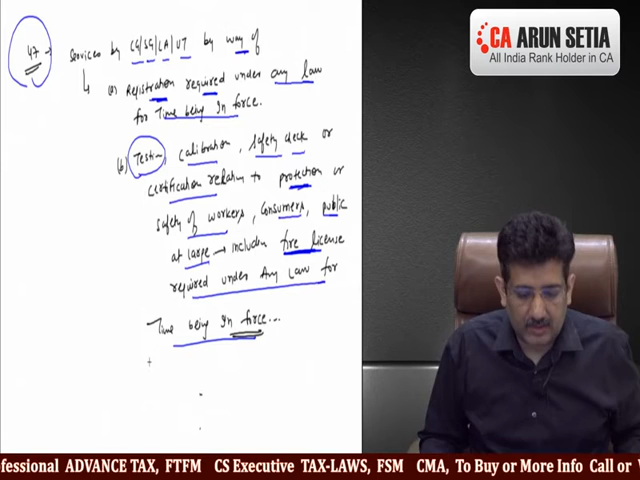 47 → Services by CG/SG/LA/UT by way of
(a) Registration required under any law
for Time being In force.
(b) Testing, calibration, safety check or
certification relating to protection or
safety of workers, consumers, public
at large → includes fire license
required under Any Law for
Time being In force...
CA ARUN SETIA
All India Rank Holder in CA
ofessional ADVANCE TAX, FTFM CS Executive TAX-LAWS, FSM CMA, To Buy or More Info Call or